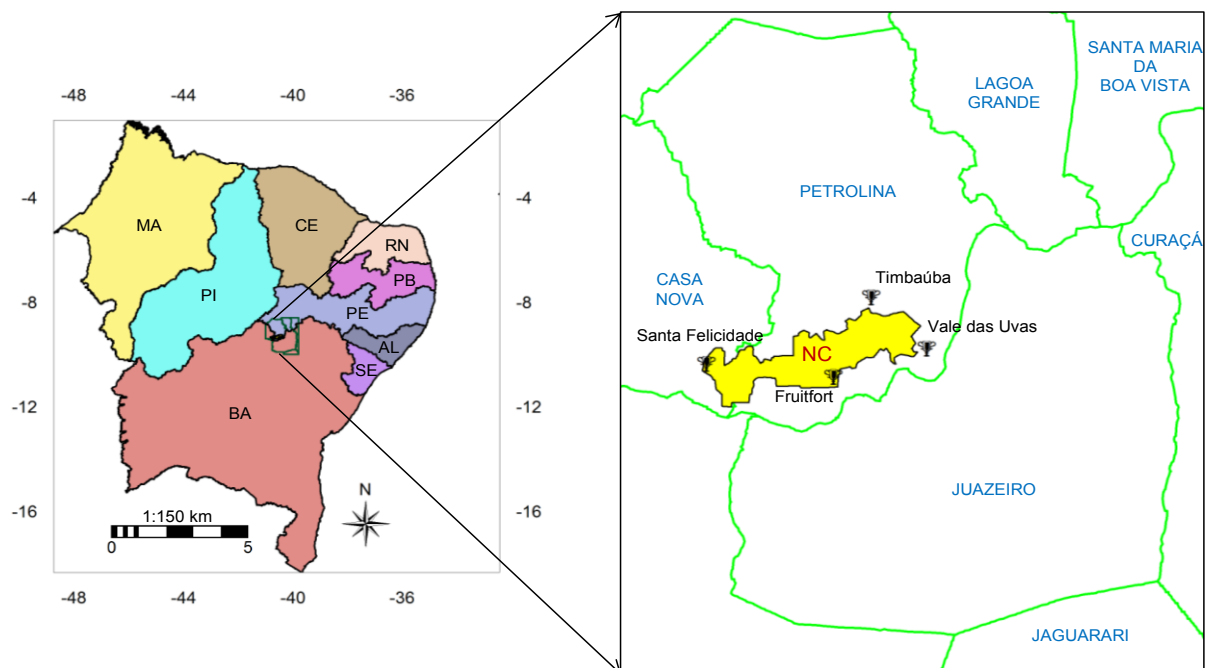 -48
-44
-40
-36
-4
-8
-12
-16
MA
PI
CE
RN
PB
PE
AL
SE
BA
-4
-8
-12
-16
N
1:150 km
0
5
-48
-44
-40
-36
SANTA MARIA
DA
BOA VISTA
LAGOA
GRANDE
PETROLINA
CURAÇÁ
CASA
NOVA
Timbaúba
Santa Felicidade
Vale das Uvas
NC
Fruitfort
JUAZEIRO
JAGUARARI